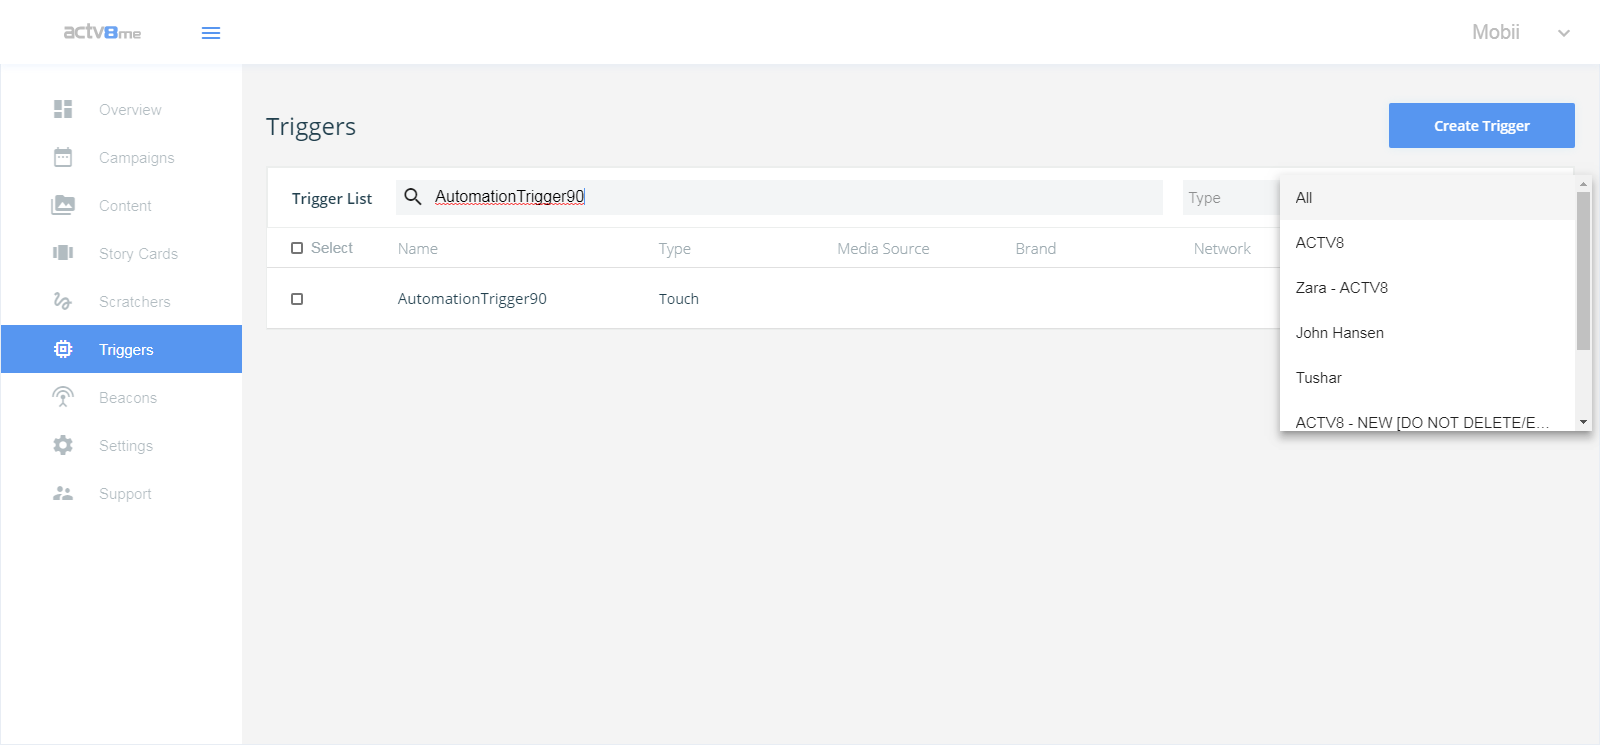 actv8me
Mobii
Overview
Campaigns
Content
Story Cards
Scratchers
Triggers
Beacons
Settings
Support
Triggers
Create Trigger
Trigger List
AutomationTrigger90
Type
Select
Name
Type
Media Source
Brand
Network
AutomationTrigger90
Touch
All
ACTV8
Zara - ACTV8
John Hansen
Tushar
ACTV8 - NEW [DO NOT DELETE/E...